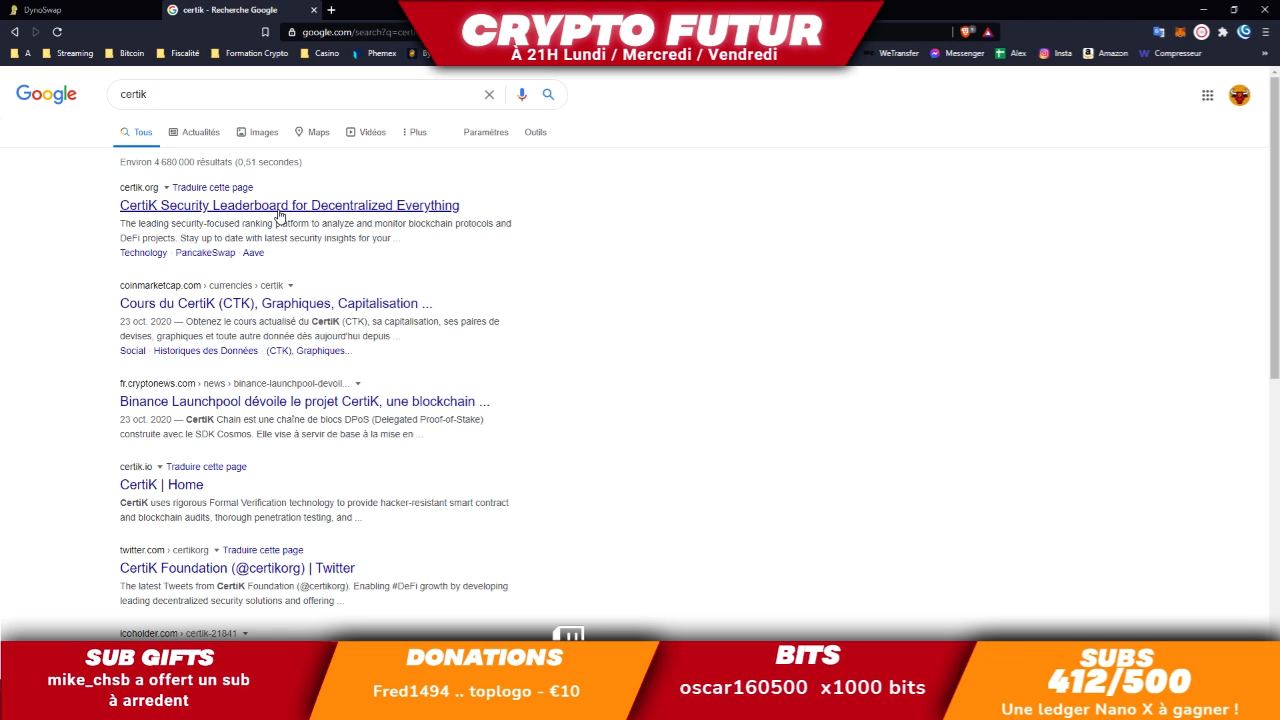 DynoSwap
certik - Recherche Google
CRYPTO FUTUR
À 21H Lundi / Mercredi / Vendredi
google.com/search?q=certi
A
Streaming
Bitcoin
Fiscalité
Formation Crypto
Casino
Phemex
WeTransfer
Messenger
Alex
Insta
Amazon
Compresseur
Google
certik
Tous
Actualités
Images
Maps
Vidéos
Plus
Paramètres
Outils
Environ 4 680 000 résultats (0,51 secondes)
certik.org Traduire cette page
CertiK Security Leaderboard for Decentralized Everything
The leading security-focused ranking platform to analyze and monitor blockchain protocols and
DeFi projects. Stay up to date with latest security insights for your ...
Technology · PancakeSwap · Aave
coinmarketcap.com › currencies › certik
Cours du CertiK (CTK), Graphiques, Capitalisation ...
23 oct. 2020 — Obtenez le cours actualisé du CertiK (CTK), sa capitalisation, ses paires de
devises, graphiques et toute autre donnée dès aujourd'hui depuis ...
Social · Historiques des Données · (CTK), Graphiques...
fr.cryptonews.com › news › binance-launchpool-devoil...
Binance Launchpool dévoile le projet CertiK, une blockchain ...
23 oct. 2020 — CertiK Chain est une chaîne de blocs DPoS (Delegated Proof-of-Stake)
construite avec le SDK Cosmos. Elle vise à servir de base à la mise en ...
certik.io Traduire cette page
CertiK | Home
CertiK uses rigorous Formal Verification technology to provide hacker-resistant smart contract
and blockchain audits, thorough penetration testing, and ...
twitter.com › certikorg Traduire cette page
CertiK Foundation (@certikorg) | Twitter
The latest Tweets from CertiK Foundation (@certikorg). Enabling #DeFi growth by developing
leading decentralized security solutions and offering ...
icoholder.com › certik-21841
SUB GIFTS
mike_chsb a offert un sub
à arredent
DONATIONS
Fred1494 .. toplogo - €10
BITS
oscar160500 x1000 bits
SUBS
412/500
Une ledger Nano X à gagner !